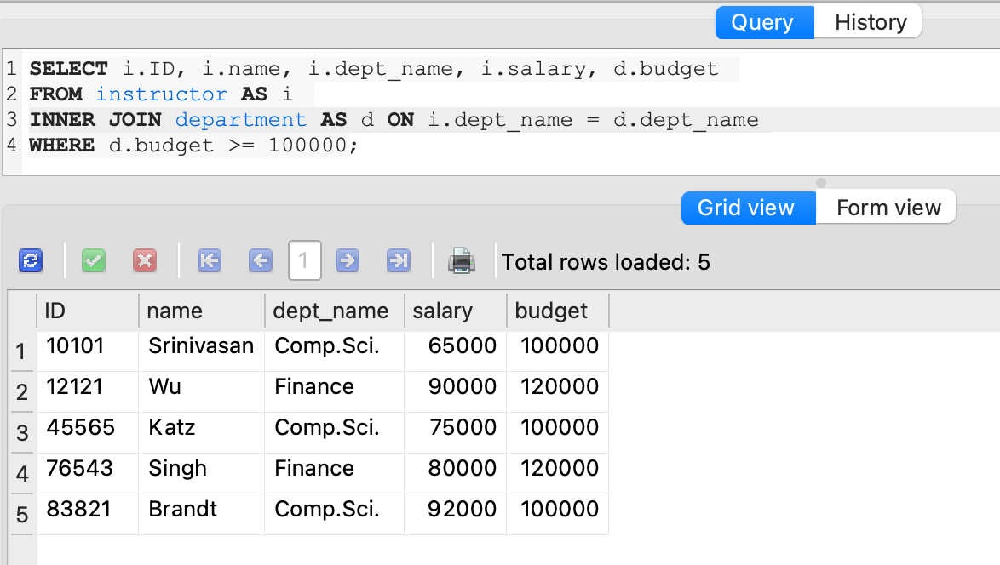 Query History
1 SELECT i.ID, i.name, i.dept_name, i.salary, d.budget
2 FROM instructor AS i
3 INNER JOIN department AS d ON i.dept_name = d.dept_name
4 WHERE d.budget >= 100000;
Grid view Form view
1 Total rows loaded: 5
ID name dept_name salary budget
1 10101 Srinivasan Comp.Sci. 65000 100000
2 12121 Wu Finance 90000 120000
3 45565 Katz Comp.Sci. 75000 100000
4 76543 Singh Finance 80000 120000
5 83821 Brandt Comp.Sci. 92000 100000